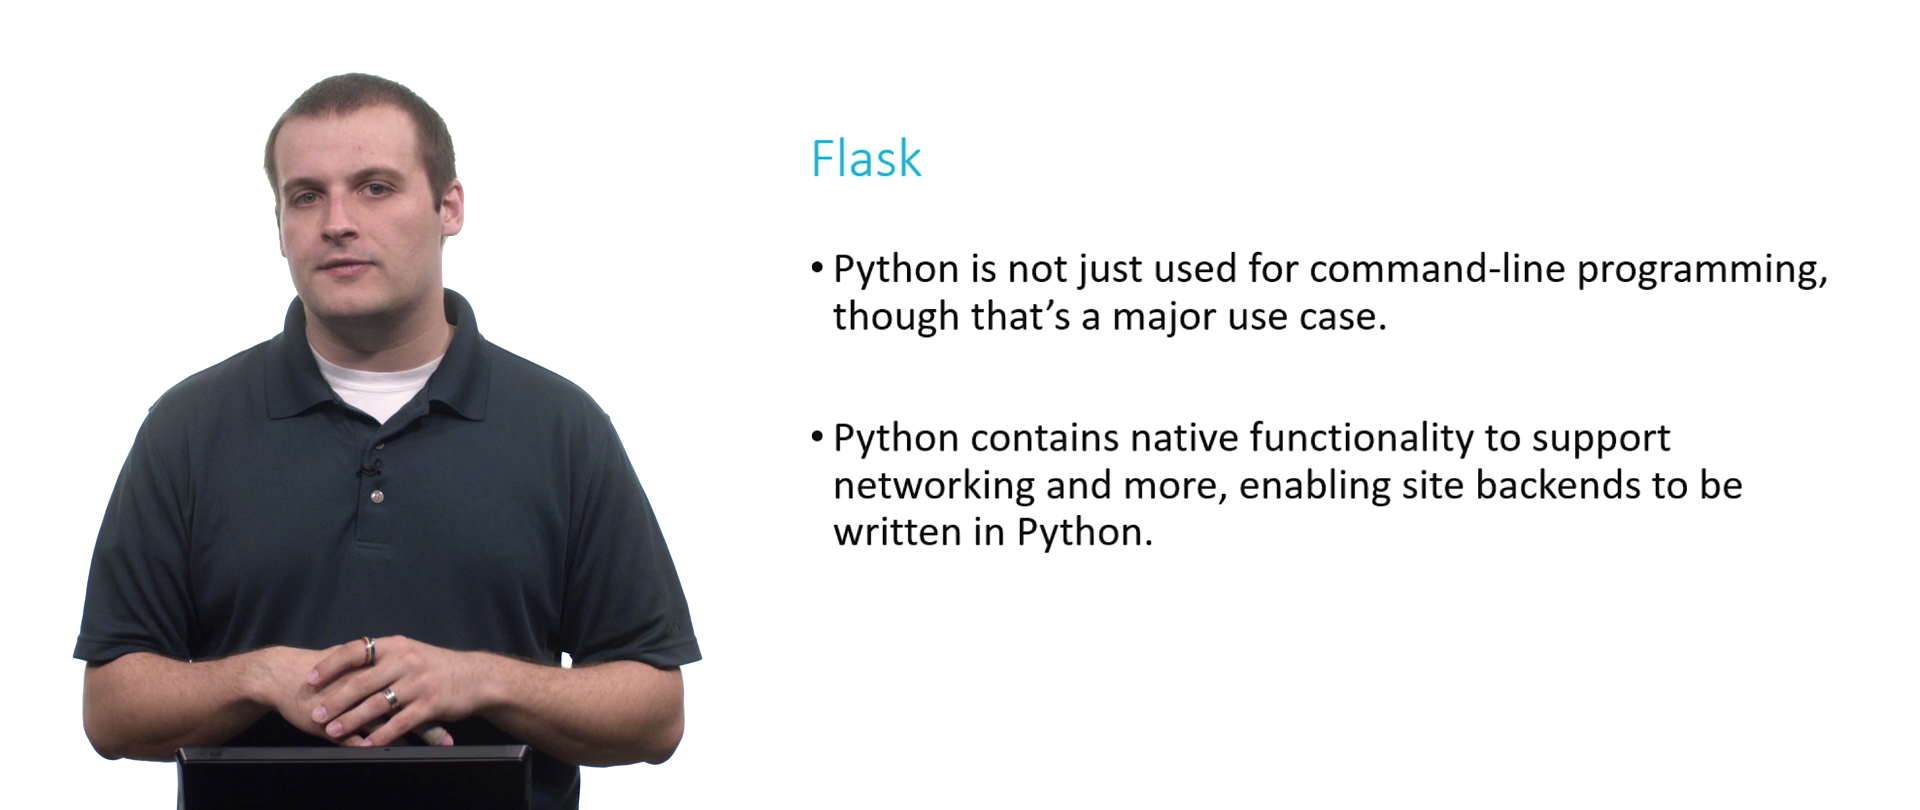 Flask
• Python is not just used for command-line programming,
though that’s a major use case.
• Python contains native functionality to support
networking and more, enabling site backends to be
written in Python.